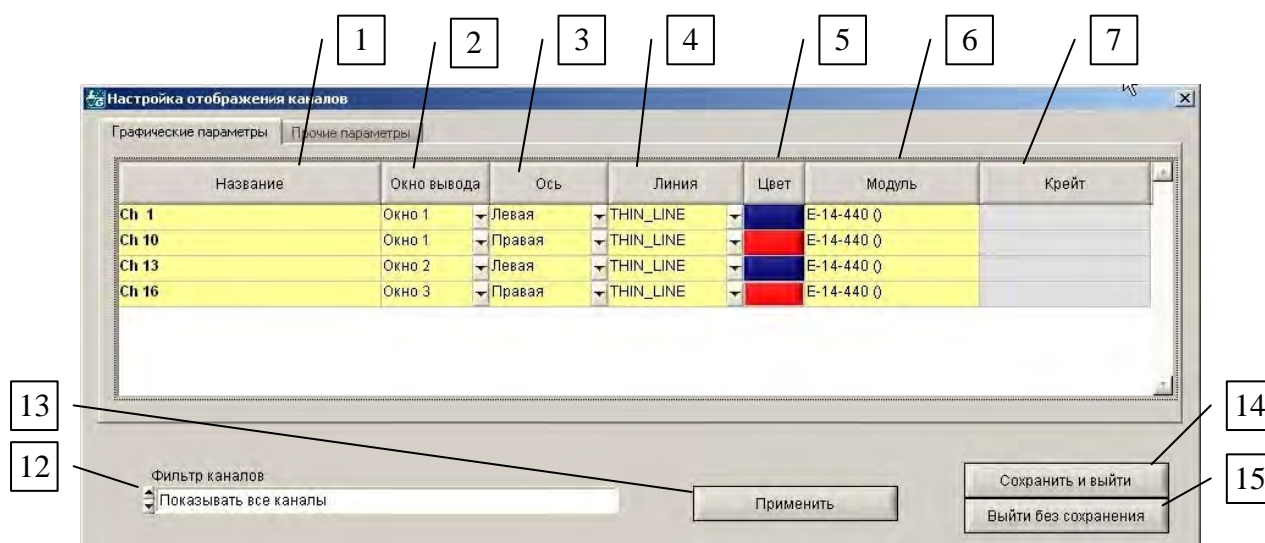 1 2 3 4 5 6 7
Настройка отображения каналов
Графические параметры Прочие параметры
Название Окно вывода Ось Линия Цвет Модуль Крейт
Ch 1 Окно 1 Левая THIN_LINE E-14-440 ()
Ch 10 Окно 1 Правая THIN_LINE E-14-440 ()
Ch 13 Окно 2 Левая THIN_LINE E-14-440 ()
Ch 16 Окно 3 Правая THIN_LINE E-14-440 ()
13
14
12
Фильтр каналов
Показывать все каналы
Применить
Сохранить и выйти
15
Выйти без сохранения